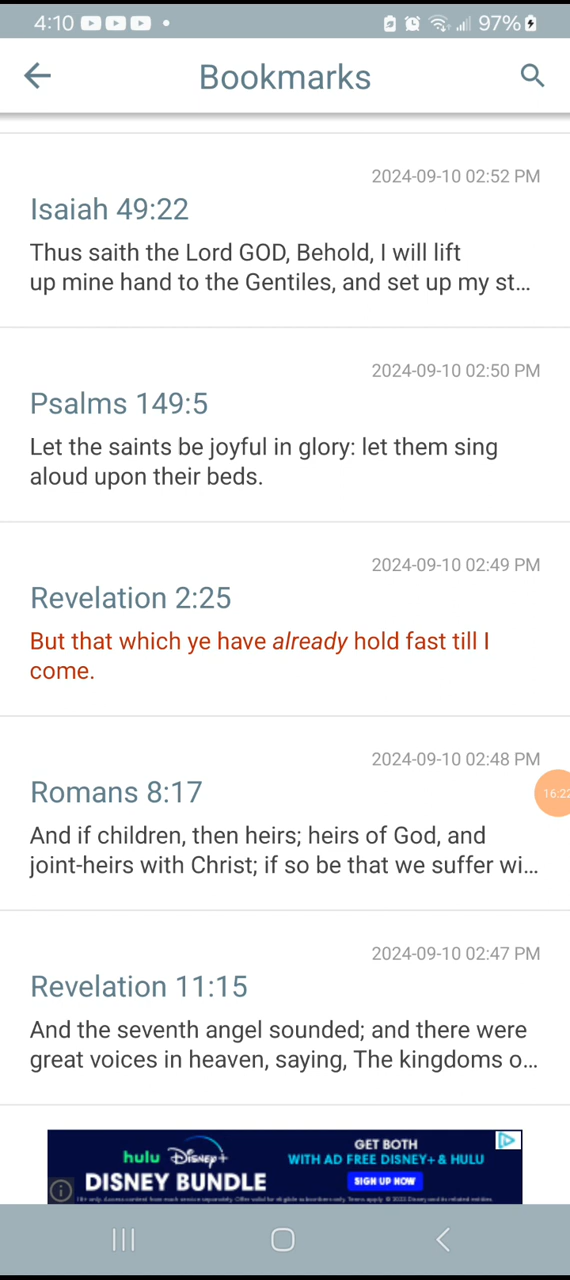 4:10
97%
Bookmarks
2024-09-10 02:52 PM
Isaiah 49:22
Thus saith the Lord GOD, Behold, I will lift
up mine hand to the Gentiles, and set up my st...
2024-09-10 02:50 PM
Psalms 149:5
Let the saints be joyful in glory: let them sing
aloud upon their beds.
2024-09-10 02:49 PM
Revelation 2:25
But that which ye have already hold fast till I
come.
2024-09-10 02:48 PM
Romans 8:17
16:22
And if children, then heirs; heirs of God, and
joint-heirs with Christ; if so be that we suffer wi...
2024-09-10 02:47 PM
Revelation 11:15
And the seventh angel sounded; and there were
great voices in heaven, saying, The kingdoms o...
hulu Disney+
DISNEY BUNDLE
GET BOTH
WITH AD FREE DISNEY+ & HULU
SIGN UP NOW